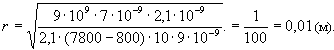 r = √(9·10⁹·7·10⁻⁹·2,1·10⁻⁹ / 2,1·(7800−800)·10·9·10⁻⁹). = 1/100 = 0,01 (м).